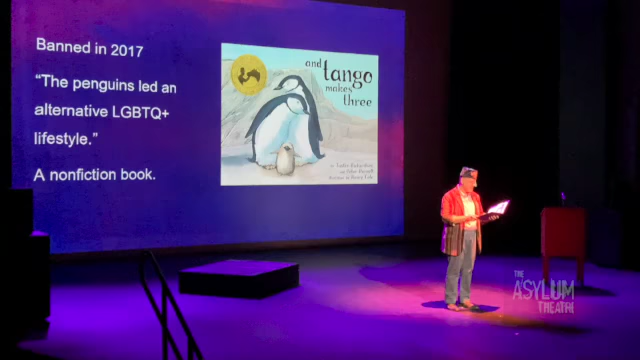 Banned in 2017
“The penguins led an
alternative LGBTQ+
lifestyle.”
A nonfiction book.
and
tango
makes
three
THE
ASYLUM
THEATRE